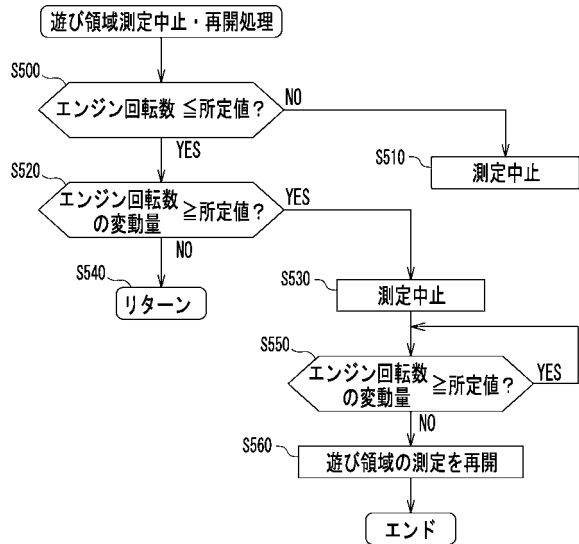 遊び領域測定中止・再開処理
S500
エンジン回転数 ≦所定値？
NO
YES
S510
測定中止
S520
エンジン回転数
の変動量
≧所定値？
YES
NO
S540
リターン
S530
測定中止
S550
エンジン回転数
の変動量
≧所定値？
YES
NO
S560
遊び領域の測定を再開
エンド